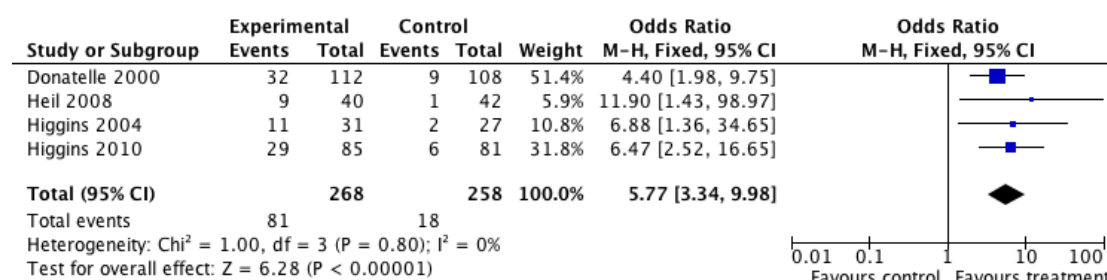 Experimental Control Odds Ratio Odds Ratio
Study or Subgroup Events Total Events Total Weight M-H, Fixed, 95% CI M-H, Fixed, 95% CI
Donatelle 2000 32 112 9 108 51.4% 4.40 [1.98, 9.75]
Heil 2008 9 40 1 42 5.9% 11.90 [1.43, 98.97]
Higgins 2004 11 31 2 27 10.8% 6.88 [1.36, 34.65]
Higgins 2010 29 85 6 81 31.8% 6.47 [2.52, 16.65]
Total (95% CI) 268 258 100.0% 5.77 [3.34, 9.98]
Total events 81 18
Heterogeneity: Chi² = 1.00, df = 3 (P = 0.80); I² = 0%
Test for overall effect: Z = 6.28 (P < 0.00001)
0.01 0.1 1 10 100
Favours control Favours treatment